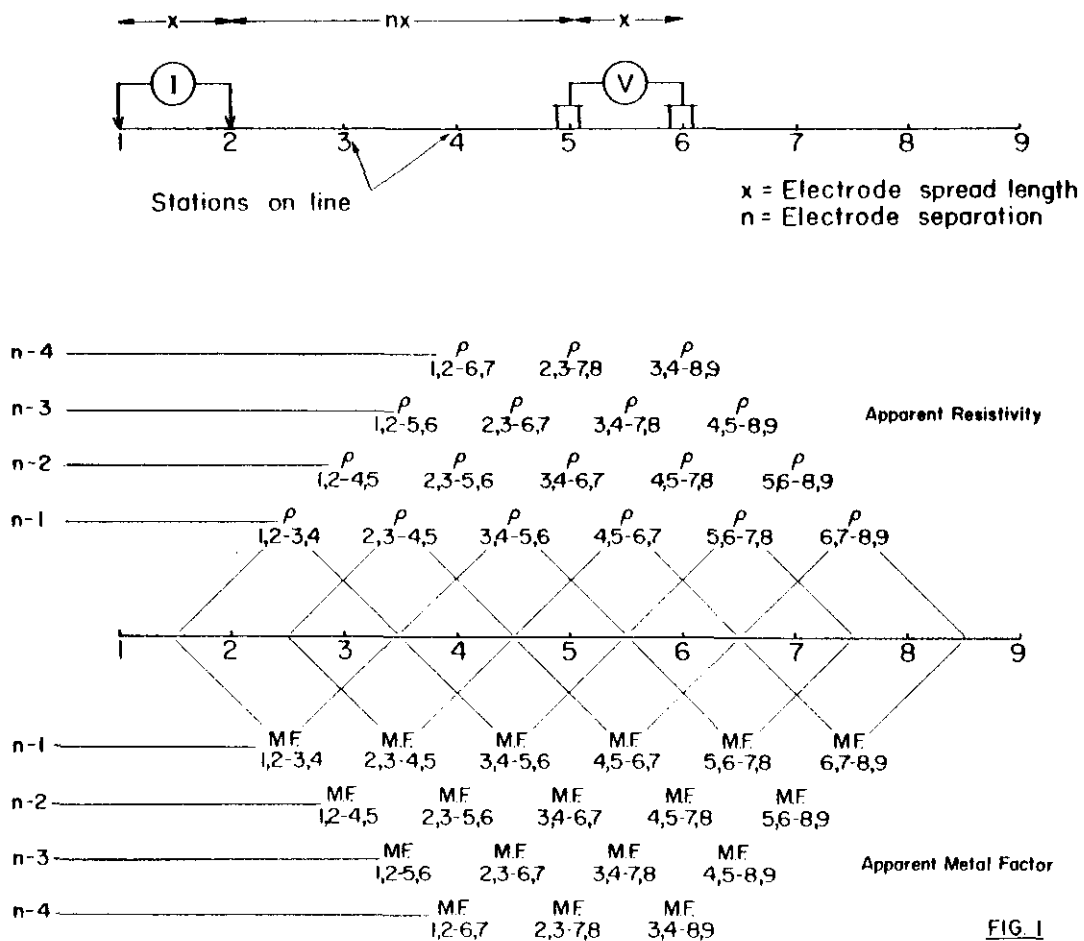 x nx x
I V
1 2 3 4 5 6 7 8 9
Stations on line
x = Electrode spread length
n = Electrode separation
n-4 ρ ρ ρ
1,2-6,7 2,3-7,8 3,4-8,9
n-3 ρ ρ ρ ρ Apparent Resistivity
1,2-5,6 2,3-6,7 3,4-7,8 4,5-8,9
n-2 ρ ρ ρ ρ ρ
1,2-4,5 2,3-5,6 3,4-6,7 4,5-7,8 5,6-8,9
n-1 ρ ρ ρ ρ ρ ρ
1,2-3,4 2,3-4,5 3,4-5,6 4,5-6,7 5,6-7,8 6,7-8,9
1 2 3 4 5 6 7 8 9
n-1 M.F. M.F. M.F. M.F. M.F. M.F.
1,2-3,4 2,3-4,5 3,4-5,6 4,5-6,7 5,6-7,8 6,7-8,9
n-2 M.F. M.F. M.F. M.F. M.F.
1,2-4,5 2,3-5,6 3,4-6,7 4,5-7,8 5,6-8,9
n-3 M.F. M.F. M.F. M.F. Apparent Metal Factor
1,2-5,6 2,3-6,7 3,4-7,8 4,5-8,9
n-4 M.F. M.F. M.F.
1,2-6,7 2,3-7,8 3,4-8,9
FIG. 1